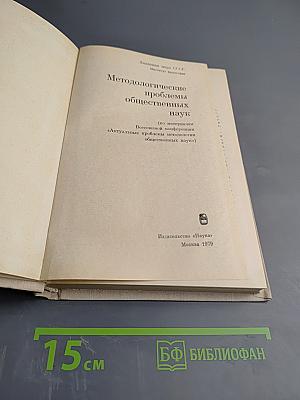 Академия наук СССР
Институт философии
Методологические
проблемы
общественных
наук
(по материалам
Всесоюзной конференции
«Актуальные проблемы методологии
общественных наук»)
Издательство «Наука»
Москва 1979
15 см
БФ БИБЛИОФАН